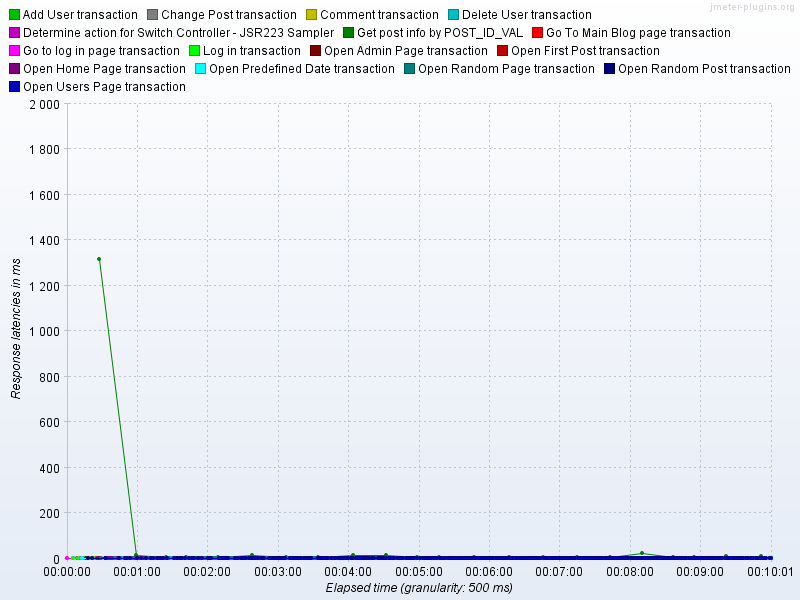 jmeter-plugins.org
Add User transaction Change Post transaction Comment transaction Delete User transaction
Determine action for Switch Controller - JSR223 Sampler Get post info by POST_ID_VAL Go To Main Blog page transaction
Go to log in page transaction Log in transaction Open Admin Page transaction Open First Post transaction
Open Home Page transaction Open Predefined Date transaction Open Random Page transaction Open Random Post transaction
Open Users Page transaction
2 000
1 800
1 600
1 400
1 200
1 000
800
600
400
200
0
Response latencies in ms
00:00:00 00:01:00 00:02:00 00:03:00 00:04:00 00:05:00 00:06:00 00:07:00 00:08:00 00:09:00 00:10:01
Elapsed time (granularity: 500 ms)